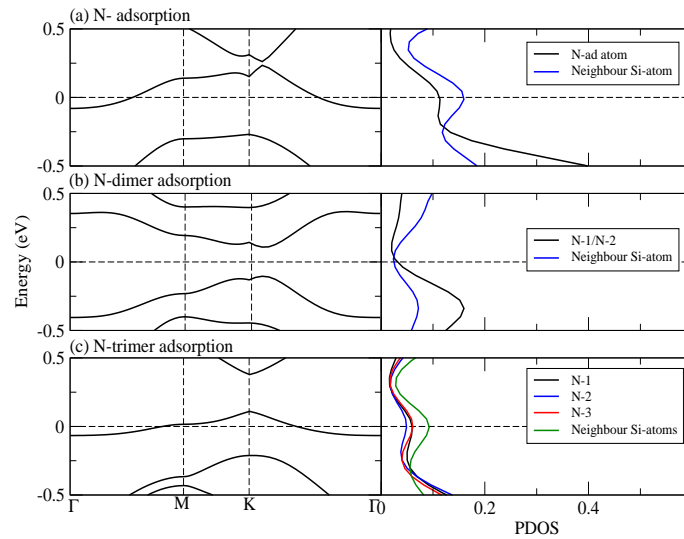 (a) N- adsorption
0.5
0
-0.5
N-ad atom
Neighbour Si-atom
(b) N-dimer adsorption
0.5
0
-0.5
N-1/N-2
Neighbour Si-atom
Energy (eV)
(c) N-trimer adsorption
0.5
0
-0.5
N-1
N-2
N-3
Neighbour Si-atoms
Γ M K Γ
0 0.2 0.4
PDOS